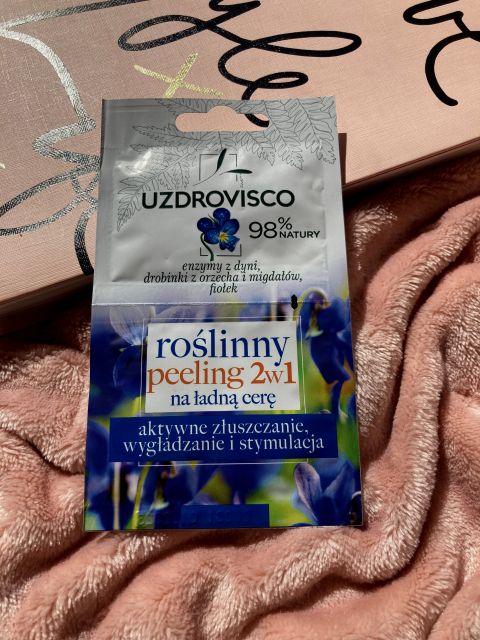 UZDROVISCO
98% NATURY
enzymy z dyni,
drobinki z orzecha i migdałów,
fiołek
roślinny
peeling 2w1
na ładną cerę
aktywne złuszczanie,
wygładzanie i stymulacja